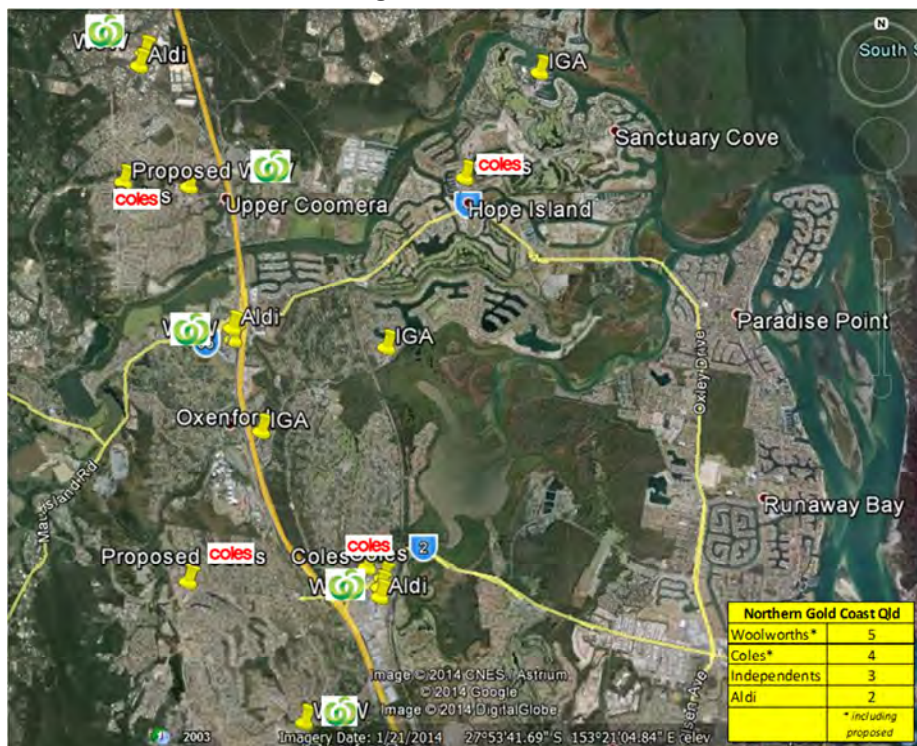 N
South S
WOW
Aldi
IGA
Sanctuary Cove
Proposed W W
coles
coles s
Upper Coomera
Hope Island
Aldi
W W
IGA
Paradise Point
Oxley Drive
Oxenford
IGA
Runaway Bay
Proposed coles s
Coles
coles
2
Aldi
W
W W
Northern Gold Coast Qld
Woolworths* 5
Coles* 4
Independents 3
Aldi 2
* including
proposed
Image © 2014 CNES / Astrium
© 2014 Google
Image © 2014 DigitalGlobe
2003
Imagery Date: 1/21/2014 27°53'41.69" S 153°21'04.84" E elev